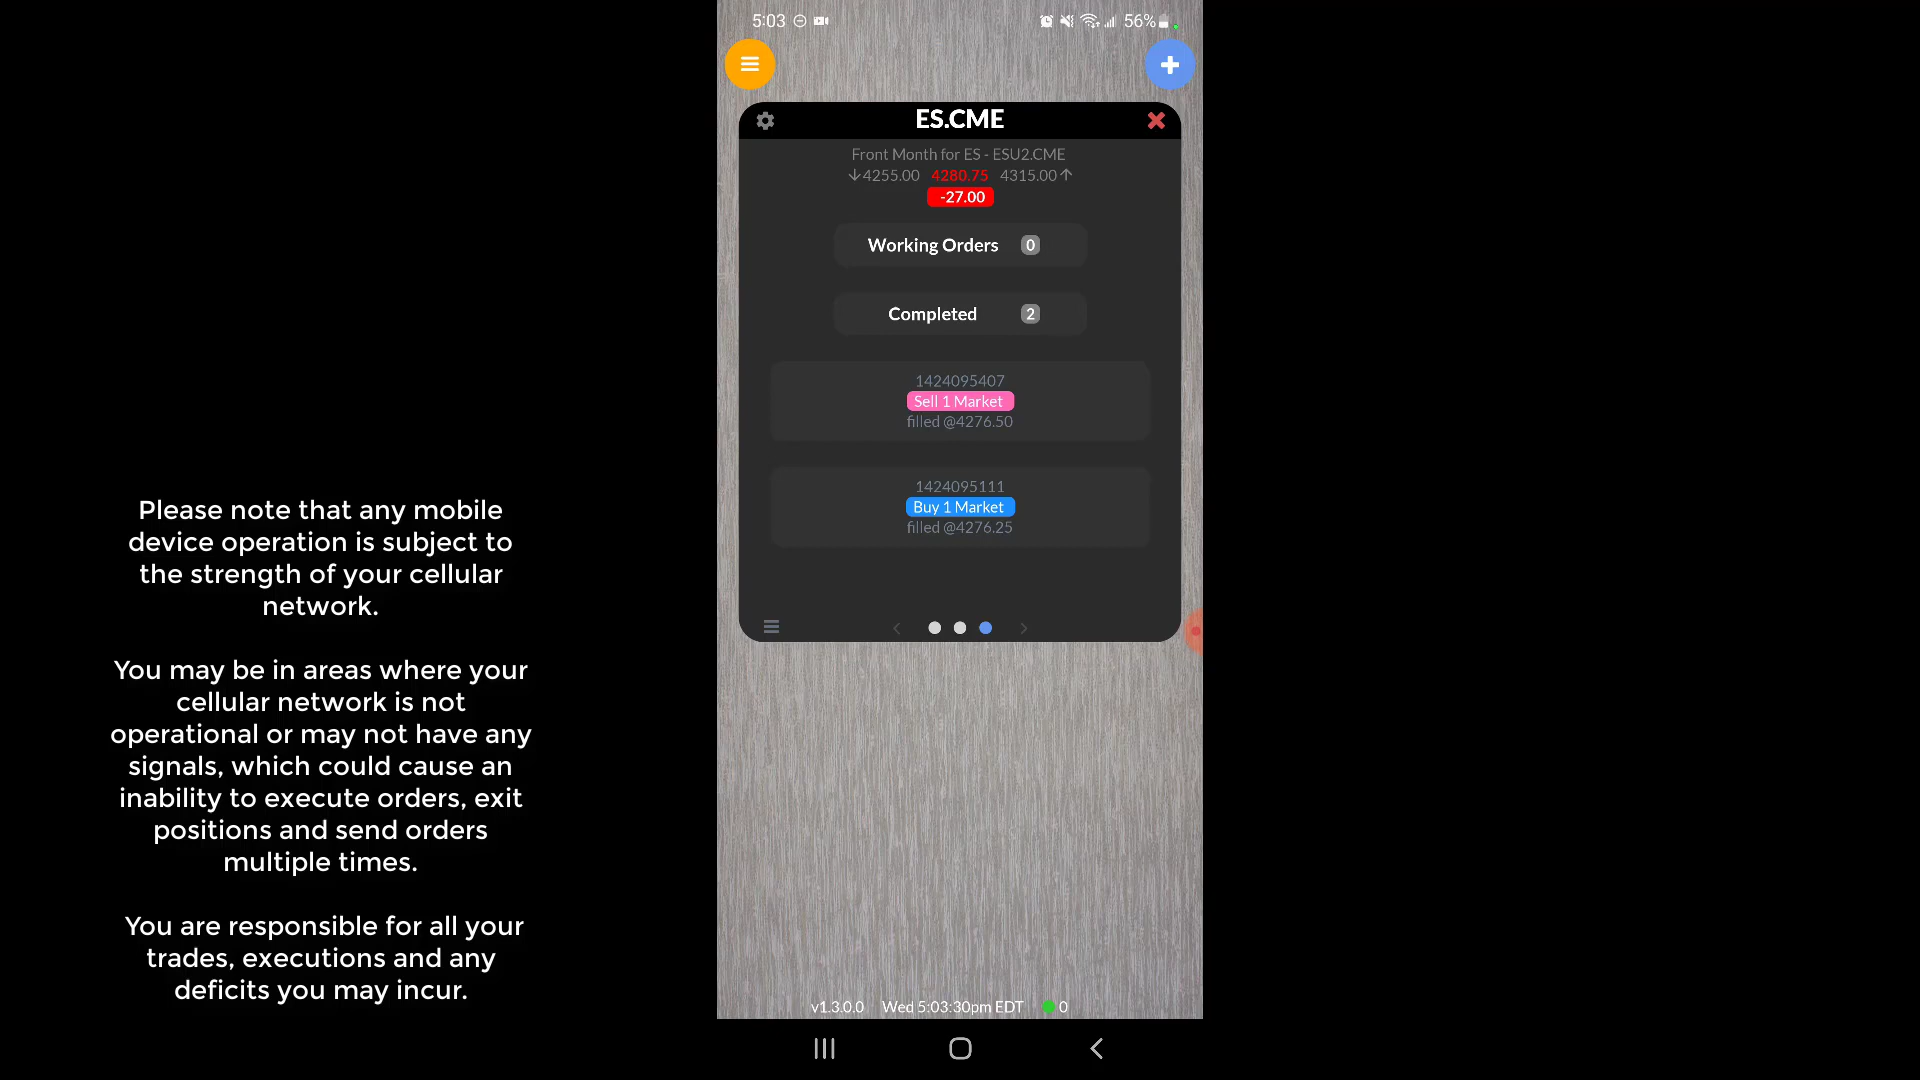 Please note that any mobile
device operation is subject to
the strength of your cellular
network.
You may be in areas where your
cellular network is not
operational or may not have any
signals, which could cause an
inability to execute orders, exit
positions and send orders
multiple times.
You are responsible for all your
trades, executions and any
deficits you may incur.
5:03 56%
ES.CME
Front Month for ES - ESU2.CME
↓4255.00 4280.75 4315.00↑
-27.00
Working Orders 0
Completed 2
1424095407
Sell 1 Market
filled @4276.50
1424095111
Buy 1 Market
filled @4276.25
v1.3.0.0 Wed 5:03:30pm EDT 0